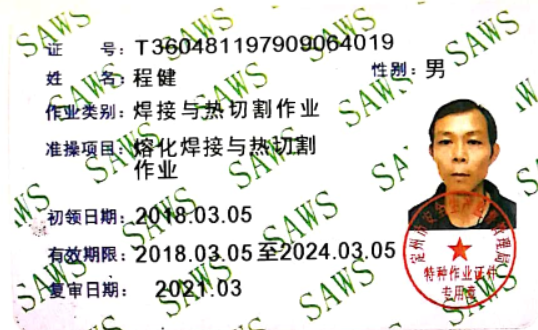 证 号: T360481197909064019
姓 名: 程健 性别: 男
作业类别: 焊接与热切割作业
准操项目: 熔化焊接与热切割
作业
初领日期: 2018.03.05
有效期限: 2018.03.05 至2024.03.05
复审日期: 2021.03
SAWS
特种作业证件
专用章